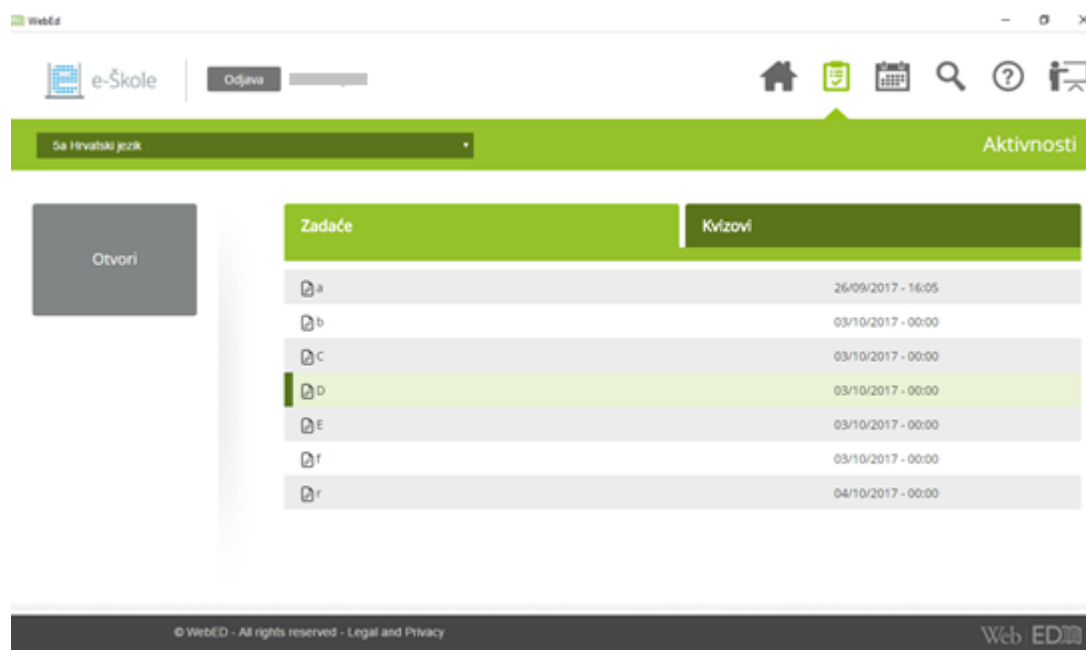 WebEd
e-Škole
Odjava
5a Hrvatski jezik
Aktivnosti
Otvori
Zadaće
Kvizovi
a 26/09/2017 - 16:05
b 03/10/2017 - 00:00
C 03/10/2017 - 00:00
D 03/10/2017 - 00:00
E 03/10/2017 - 00:00
f 03/10/2017 - 00:00
r 04/10/2017 - 00:00
© WebED - All rights reserved - Legal and Privacy
Web ED